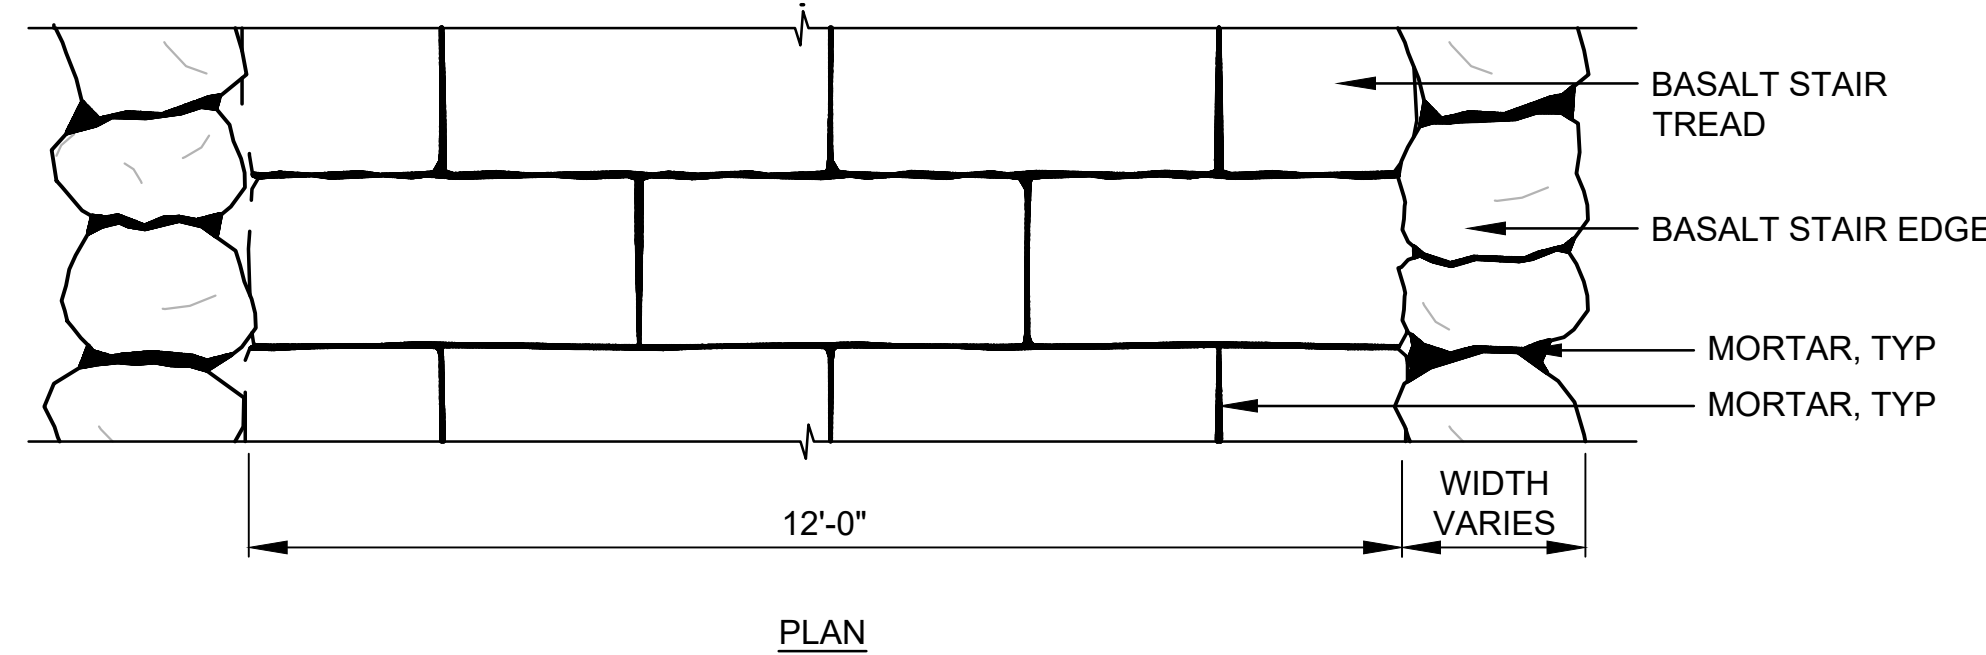 BASALT STAIR
TREAD
BASALT STAIR EDGE
MORTAR, TYP
MORTAR, TYP
WIDTH
VARIES
12'-0"
PLAN